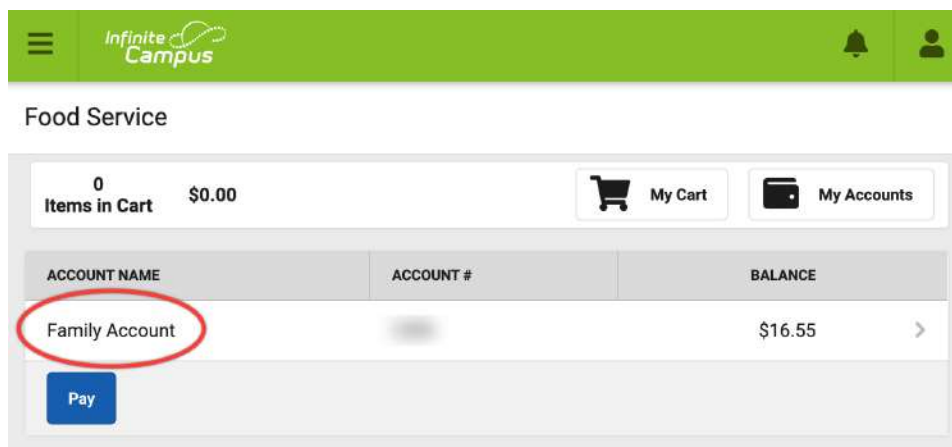 Infinite
Campus
Food Service
0
Items in Cart
$0.00
My Cart
My Accounts
ACCOUNT NAME
ACCOUNT #
BALANCE
Family Account
$16.55
Pay